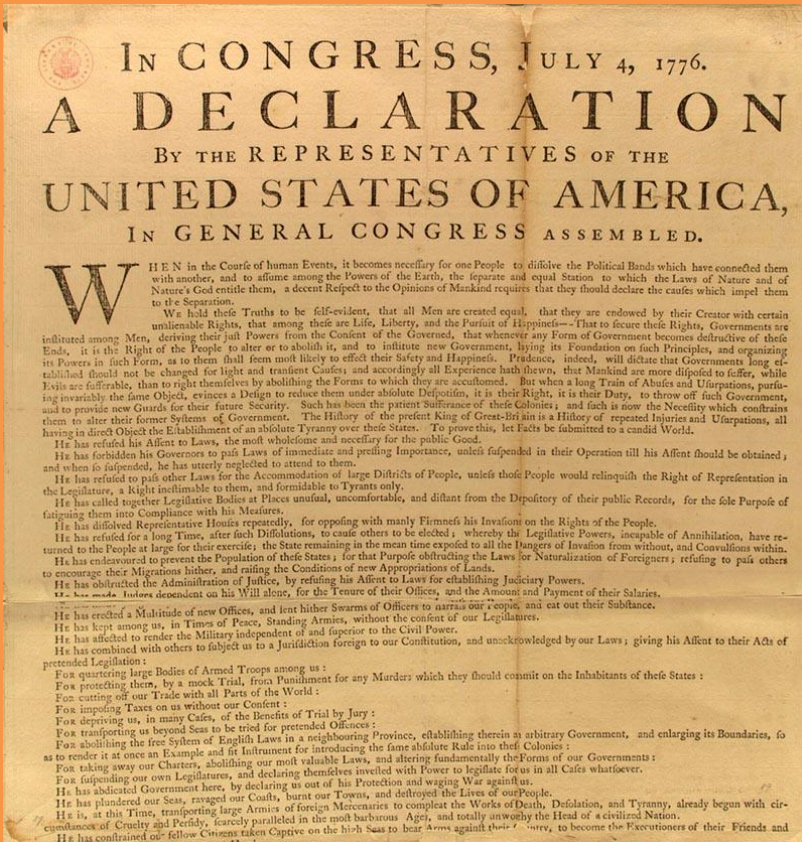 IN CONGRESS, JULY 4, 1776.
A DECLARATION
BY THE REPRESENTATIVES OF THE
UNITED STATES OF AMERICA,
IN GENERAL CONGRESS ASSEMBLED.
WHEN in the Courſe of human Events, it becomes neceſſary for one People to diſſolve the Political Bands which have connected them
with another, and to aſſume among the Powers of the Earth, the ſeparate and equal Station to which the Laws of Nature and of
Nature's God entitle them, a decent Reſpect to the Opinions of Mankind requires that they ſhould declare the cauſes which impel them
to the Separation.
We hold theſe Truths to be ſelf-evident, that all Men are created equal, that they are endowed by their Creator with certain
unalienable Rights, that among theſe are Life, Liberty, and the Purſuit of Happineſs--That to ſecure theſe Rights, Governments are
inſtituted among Men, deriving their juſt Powers from the Conſent of the Governed, that whenever any Form of Government becomes deſtructive of theſe
Ends, it is the Right of the People to alter or to aboliſh it, and to inſtitute new Government, laying its Foundation on ſuch Principles, and organizing
its Powers in ſuch Form, as to them ſhall ſeem moſt likely to effect their Safety and Happineſs. Prudence, indeed, will dictate that Governments long eſ-
tabliſhed ſhould not be changed for light and tranſient Cauſes; and accordingly all Experience hath ſhewn, that Mankind are more diſpoſed to ſuffer, while
Evils are ſufferable, than to right themſelves by aboliſhing the Forms to which they are accuſtomed. But when a long Train of Abuſes and Uſurpations, purſu-
ing invariably the ſame Object, evinces a Deſign to reduce them under abſolute Deſpotiſm, it is their Right, it is their Duty, to throw off ſuch Government,
and to provide new Guards for their future Security. Such has been the patient Sufferance of theſe Colonies; and ſuch is now the Neceſſity which conſtrains
them to alter their former Syſtems of Government. The Hiſtory of the preſent King of Great-Britain is a Hiſtory of repeated Injuries and Uſurpations, all
having in direct Object the Eſtabliſhment of an abſolute Tyranny over theſe States. To prove this, let Facts be ſubmitted to a candid World.
HE has refuſed his Aſſent to Laws, the moſt wholeſome and neceſſary for the public Good.
HE has forbidden his Governors to paſs Laws of immediate and preſſing Importance, unleſs ſuſpended in their Operation till his Aſſent ſhould be obtained;
and when ſo ſuſpended, he has utterly neglected to attend to them.
HE has refuſed to paſs other Laws for the Accommodation of large Diſtricts of People, unleſs thoſe People would relinquiſh the Right of Repreſentation in
the Legiſlature, a Right ineſtimable to them, and formidable to Tyrants only.
HE has called together Legiſlative Bodies at Places unuſual, uncomfortable, and diſtant from the Depoſitory of their public Records, for the ſole Purpoſe of
fatiguing them into Compliance with his Meaſures.
HE has diſſolved Repreſentative Houſes repeatedly, for oppoſing with manly Firmneſs his Invaſions on the Rights of the People.
HE has refuſed for a long Time, after ſuch Diſſolutions, to cauſe others to be elected; whereby the Legiſlative Powers, incapable of Annihilation, have re-
turned to the People at large for their exerciſe; the State remaining in the mean time expoſed to all the Dangers of Invaſion from without, and Convulſions within.
HE has endeavoured to prevent the Population of theſe States; for that Purpoſe obſtructing the Laws for Naturalization of Foreigners; refuſing to paſs others
to encourage their Migrations hither, and raiſing the Conditions of new Appropriations of Lands.
HE has obſtructed the Adminiſtration of Juſtice, by refuſing his Aſſent to Laws for eſtabliſhing Judiciary Powers.
HE has made Judges dependent on his Will alone, for the Tenure of their Offices, and the Amount and Payment of their Salaries.
HE has erected a Multitude of new Offices, and ſent hither Swarms of Officers to harraſs our People, and eat out their Subſtance.
HE has kept among us, in Times of Peace, Standing Armies, without the conſent of our Legiſlatures.
HE has affected to render the Military independent of and ſuperior to the Civil Power.
HE has combined with others to ſubject us to a Juriſdiction foreign to our Conſtitution, and unacknowledged by our Laws; giving his Aſſent to their Acts of
pretended Legiſlation:
FOR quartering large Bodies of Armed Troops among us:
FOR protecting them, by a mock Trial, from Puniſhment for any Murders which they ſhould commit on the Inhabitants of theſe States:
FOR cutting off our Trade with all Parts of the World:
FOR impoſing Taxes on us without our Conſent:
FOR depriving us, in many Caſes, of the Benefits of Trial by Jury:
FOR tranſporting us beyond Seas to be tried for pretended Offences:
FOR aboliſhing the free Syſtem of Engliſh Laws in a neighbouring Province, eſtabliſhing therein an arbitrary Government, and enlarging its Boundaries, ſo
as to render it at once an Example and fit Inſtrument for introducing the ſame abſolute Rule into theſe Colonies:
FOR taking away our Charters, aboliſhing our moſt valuable Laws, and altering fundamentally the Forms of our Governments:
FOR ſuſpending our own Legiſlatures, and declaring themſelves inveſted with Power to legiſlate for us in all Caſes whatſoever.
HE has abdicated Government here, by declaring us out of his Protection and waging War againſt us.
HE has plundered our Seas, ravaged our Coaſts, burnt our Towns, and deſtroyed the Lives of our People.
HE is, at this Time, tranſporting large Armies of foreign Mercenaries to compleat the Works of Death, Deſolation, and Tyranny, already begun with cir-
cumſtances of Cruelty and Perfidy, ſcarcely paralleled in the moſt barbarous Ages, and totally unworthy the Head of a civilized Nation.
HE has conſtrained our fellow Citizens taken Captive on the high Seas to bear Arms againſt their Country, to become the Executioners of their Friends and